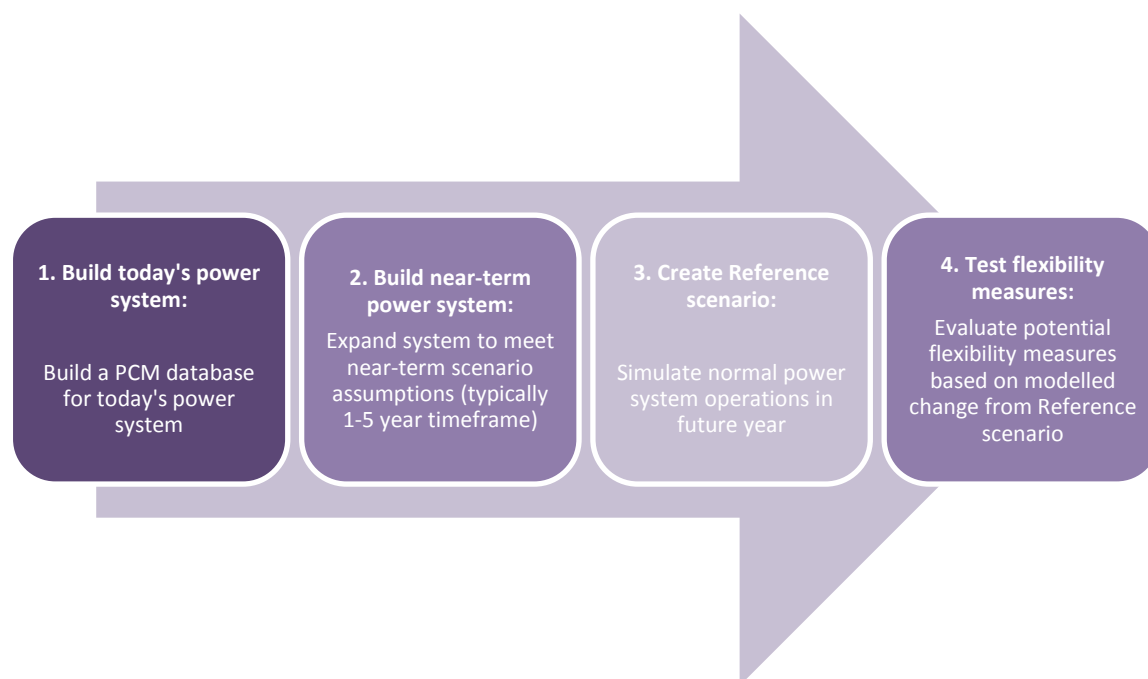 1. Build today's power
system:
Build a PCM database
for today's power
system
2. Build near-term
power system:
Expand system to meet
near-term scenario
assumptions (typically
1-5 year timeframe)
3. Create Reference
scenario:
Simulate normal power
system operations in
future year
4. Test flexibility
measures:
Evaluate potential
flexibility measures
based on modelled
change from Reference
scenario